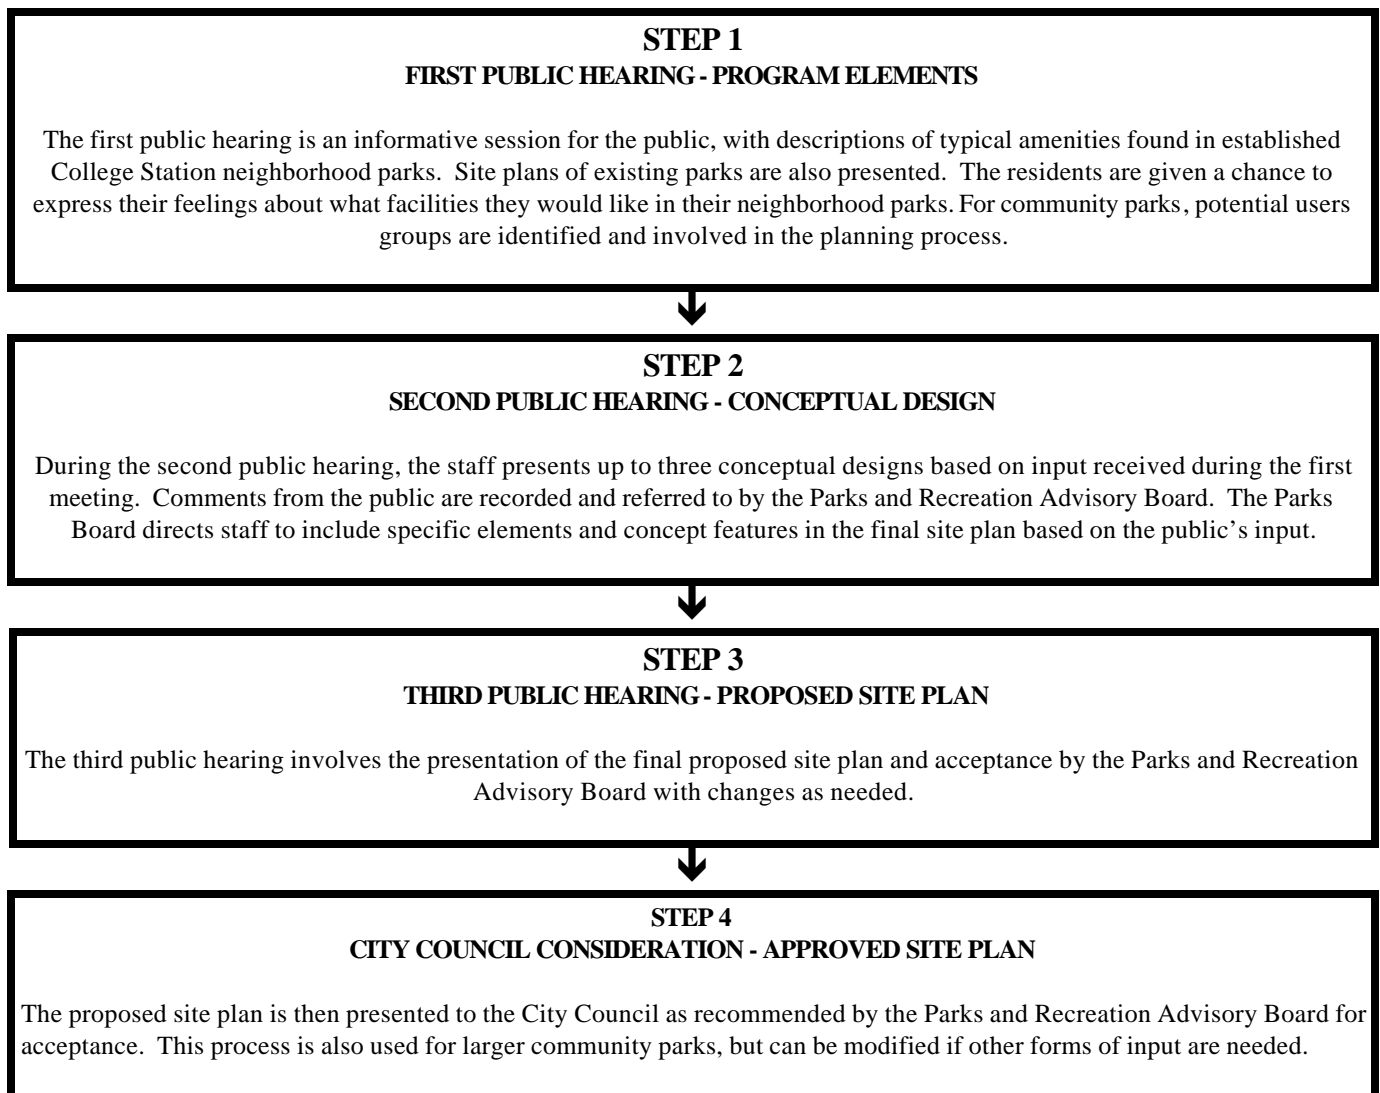 STEP 1
FIRST PUBLIC HEARING - PROGRAM ELEMENTS
The first public hearing is an informative session for the public, with descriptions of typical amenities found in established
College Station neighborhood parks.  Site plans of existing parks are also presented.  The residents are given a chance to
express their feelings about what facilities they would like in their neighborhood parks. For community parks, potential users
groups are identified and involved in the planning process.
STEP 2
SECOND PUBLIC HEARING - CONCEPTUAL DESIGN
During the second public hearing, the staff presents up to three conceptual designs based on input received during the first
meeting.  Comments from the public are recorded and referred to by the Parks and Recreation Advisory Board.  The Parks
Board directs staff to include specific elements and concept features in the final site plan based on the public’s input.
STEP 3
THIRD PUBLIC HEARING - PROPOSED SITE PLAN
The third public hearing involves the presentation of the final proposed site plan and acceptance by the Parks and Recreation
Advisory Board with changes as needed.
STEP 4
CITY COUNCIL CONSIDERATION - APPROVED SITE PLAN
The proposed site plan is then presented to the City Council as recommended by the Parks and Recreation Advisory Board for
acceptance.  This process is also used for larger community parks, but can be modified if other forms of input are needed.